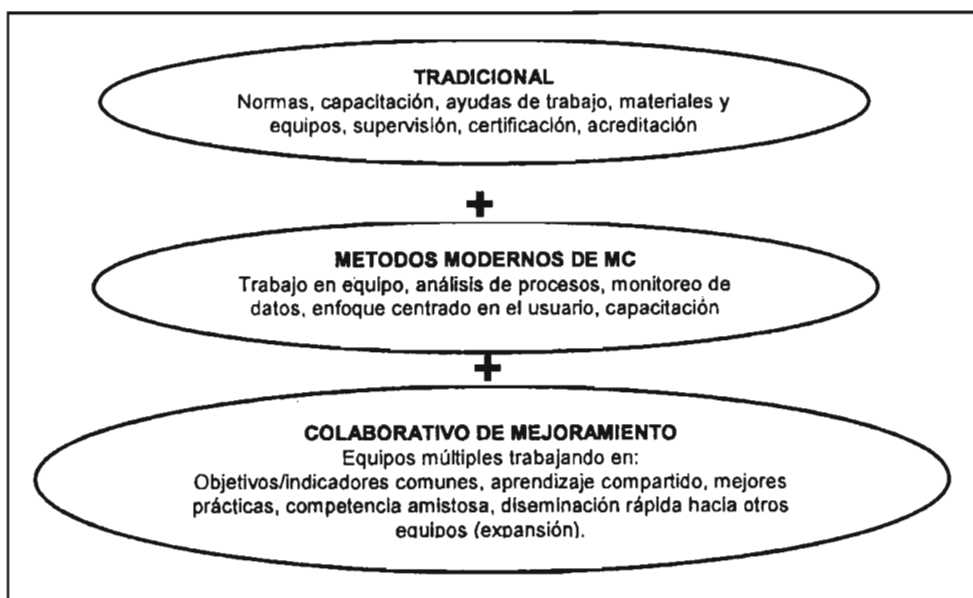 TRADICIONAL
Normas, capacitación, ayudas de trabajo, materiales y
equipos, supervisión, certificación, acreditación
+
METODOS MODERNOS DE MC
Trabajo en equipo, análisis de procesos, monitoreo de
datos, enfoque centrado en el usuario, capacitación
+
COLABORATIVO DE MEJORAMIENTO
Equipos múltiples trabajando en:
Objetivos/indicadores comunes, aprendizaje compartido, mejores
prácticas, competencia amistosa, diseminación rápida hacia otros
equipos (expansión).